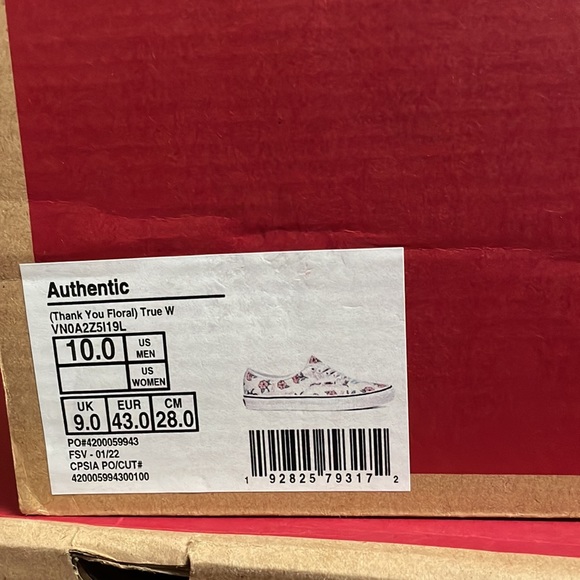 Authentic
(Thank You Floral) True W
VN0A2Z5I19L
10.0 US MEN
US WOMEN
UK 9.0 EUR 43.0 CM 28.0
PO#4200059943
FSV - 01/22
CPSIA PO/CUT#
420005994300100
1 92825 79317 2